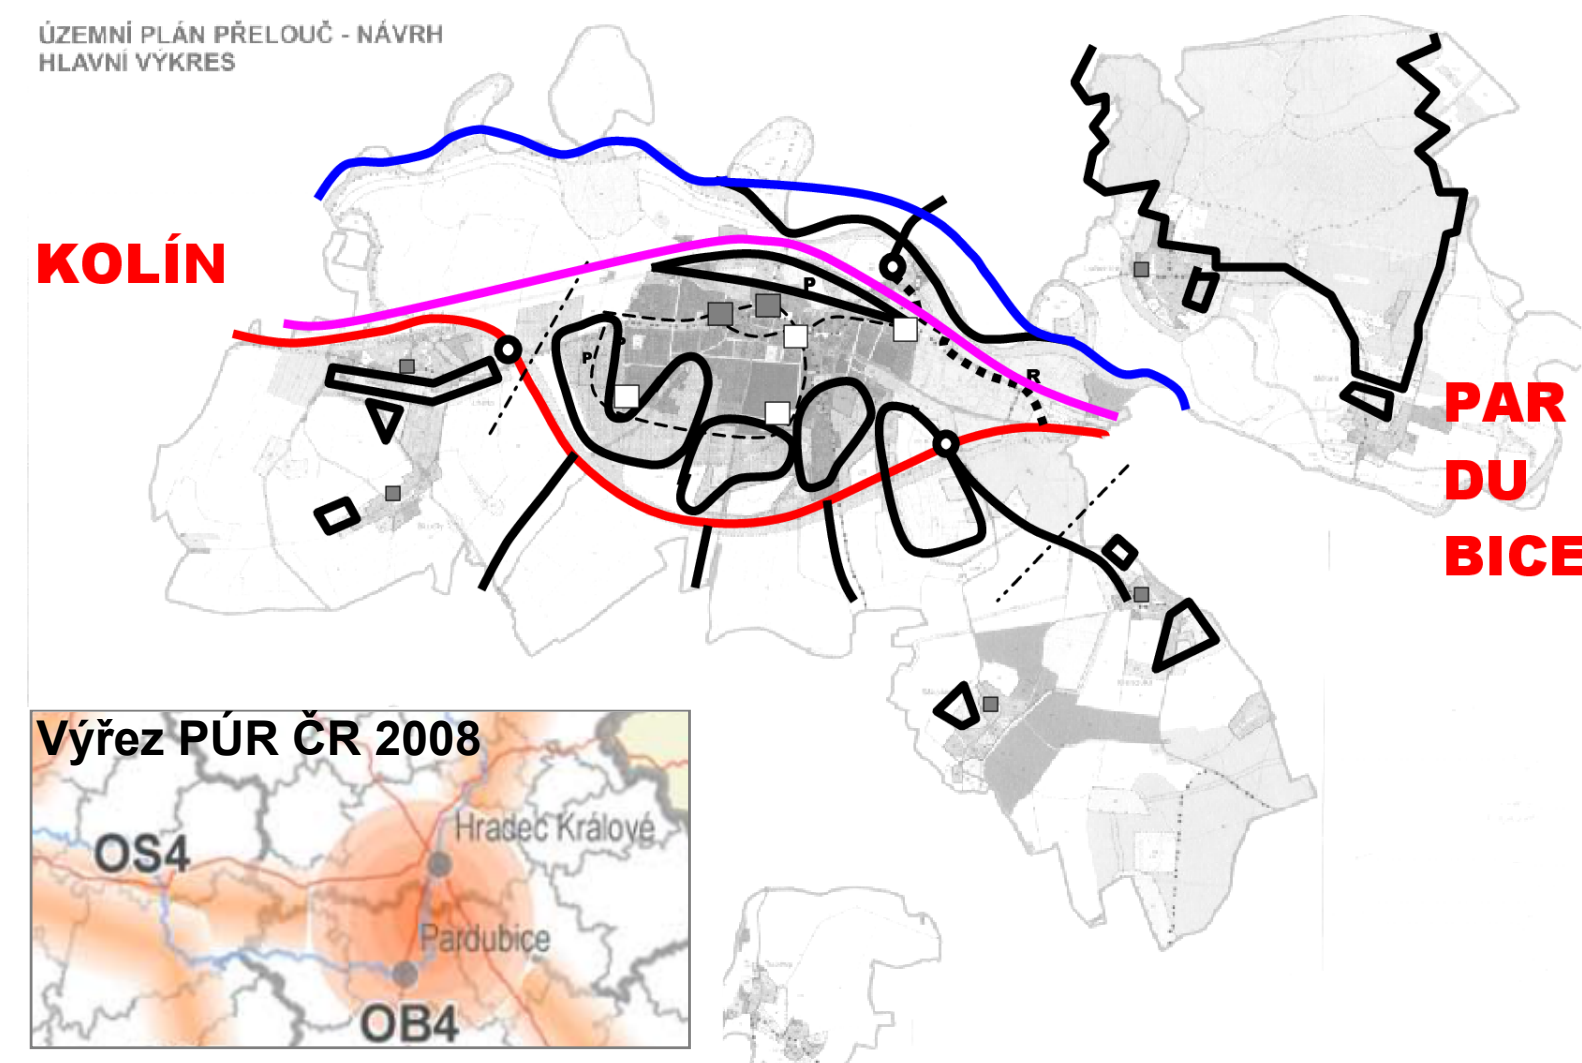 ÚZEMNÍ PLÁN PŘELOUČ - NÁVRH
HLAVNÍ VÝKRES
KOLÍN
P
P
P
R
PAR
DU
BICE
Výřez PÚR ČR 2008
Hradec Králové
OS4
Pardubice
OB4